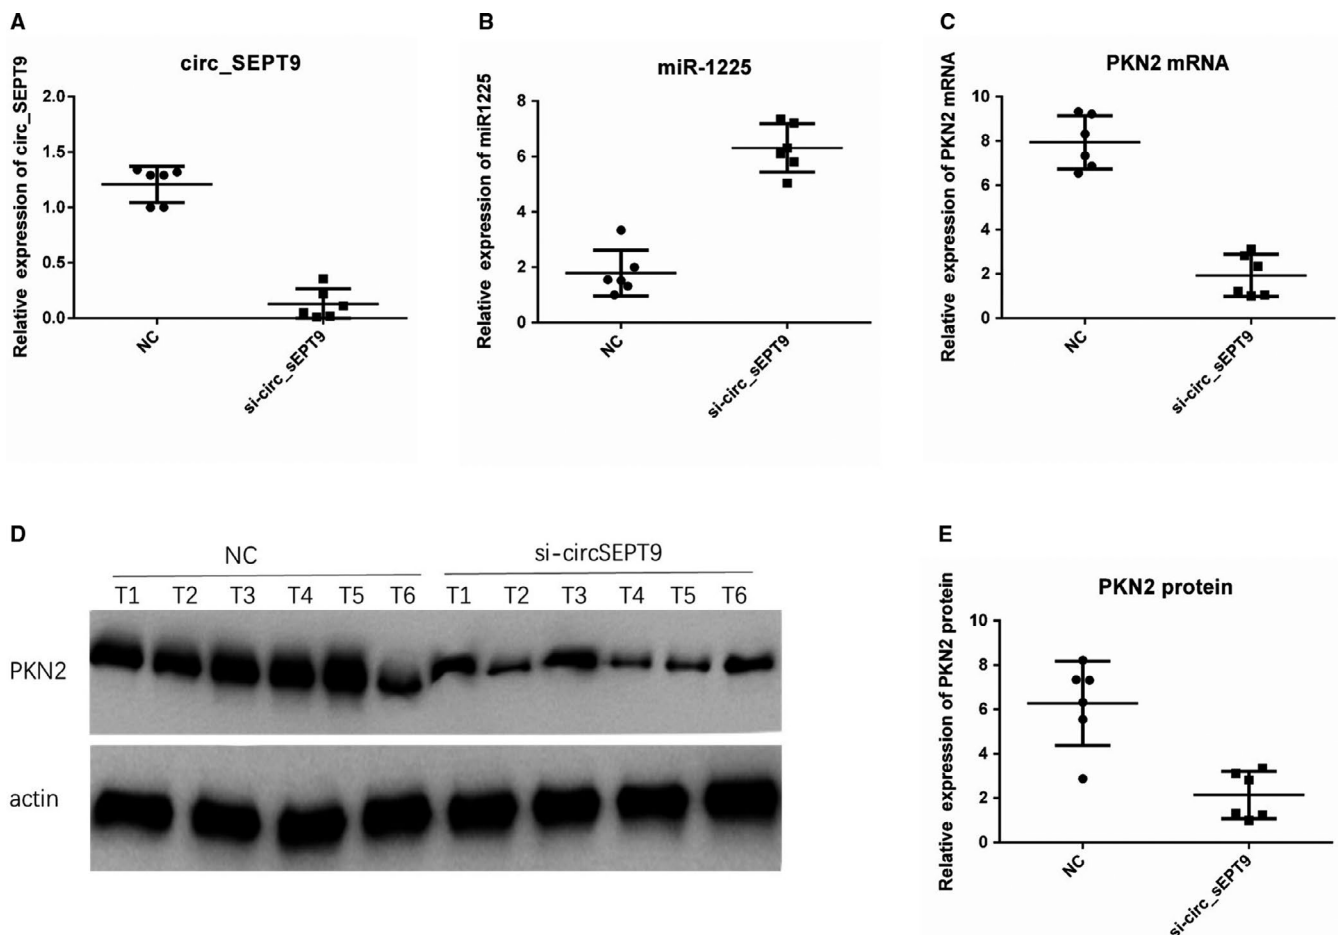 A
circ_SEPT9
Relative expression of circ_SEPT9
2.0
1.5
1.0
0.5
0.0
NC
si-circ_sEPT9
B
miR-1225
Relative expression of miR1225
8
6
4
2
0
NC
si-circ_sEPT9
C
PKN2 mRNA
Relative expression of PKN2 mRNA
10
8
6
4
2
0
NC
si-circ_sEPT9
D
NC si-circSEPT9
T1 T2 T3 T4 T5 T6 T1 T2 T3 T4 T5 T6
PKN2
actin
E
PKN2 protein
Relative expression of PKN2 protein
10
8
6
4
2
0
NC
si-circ_sEPT9